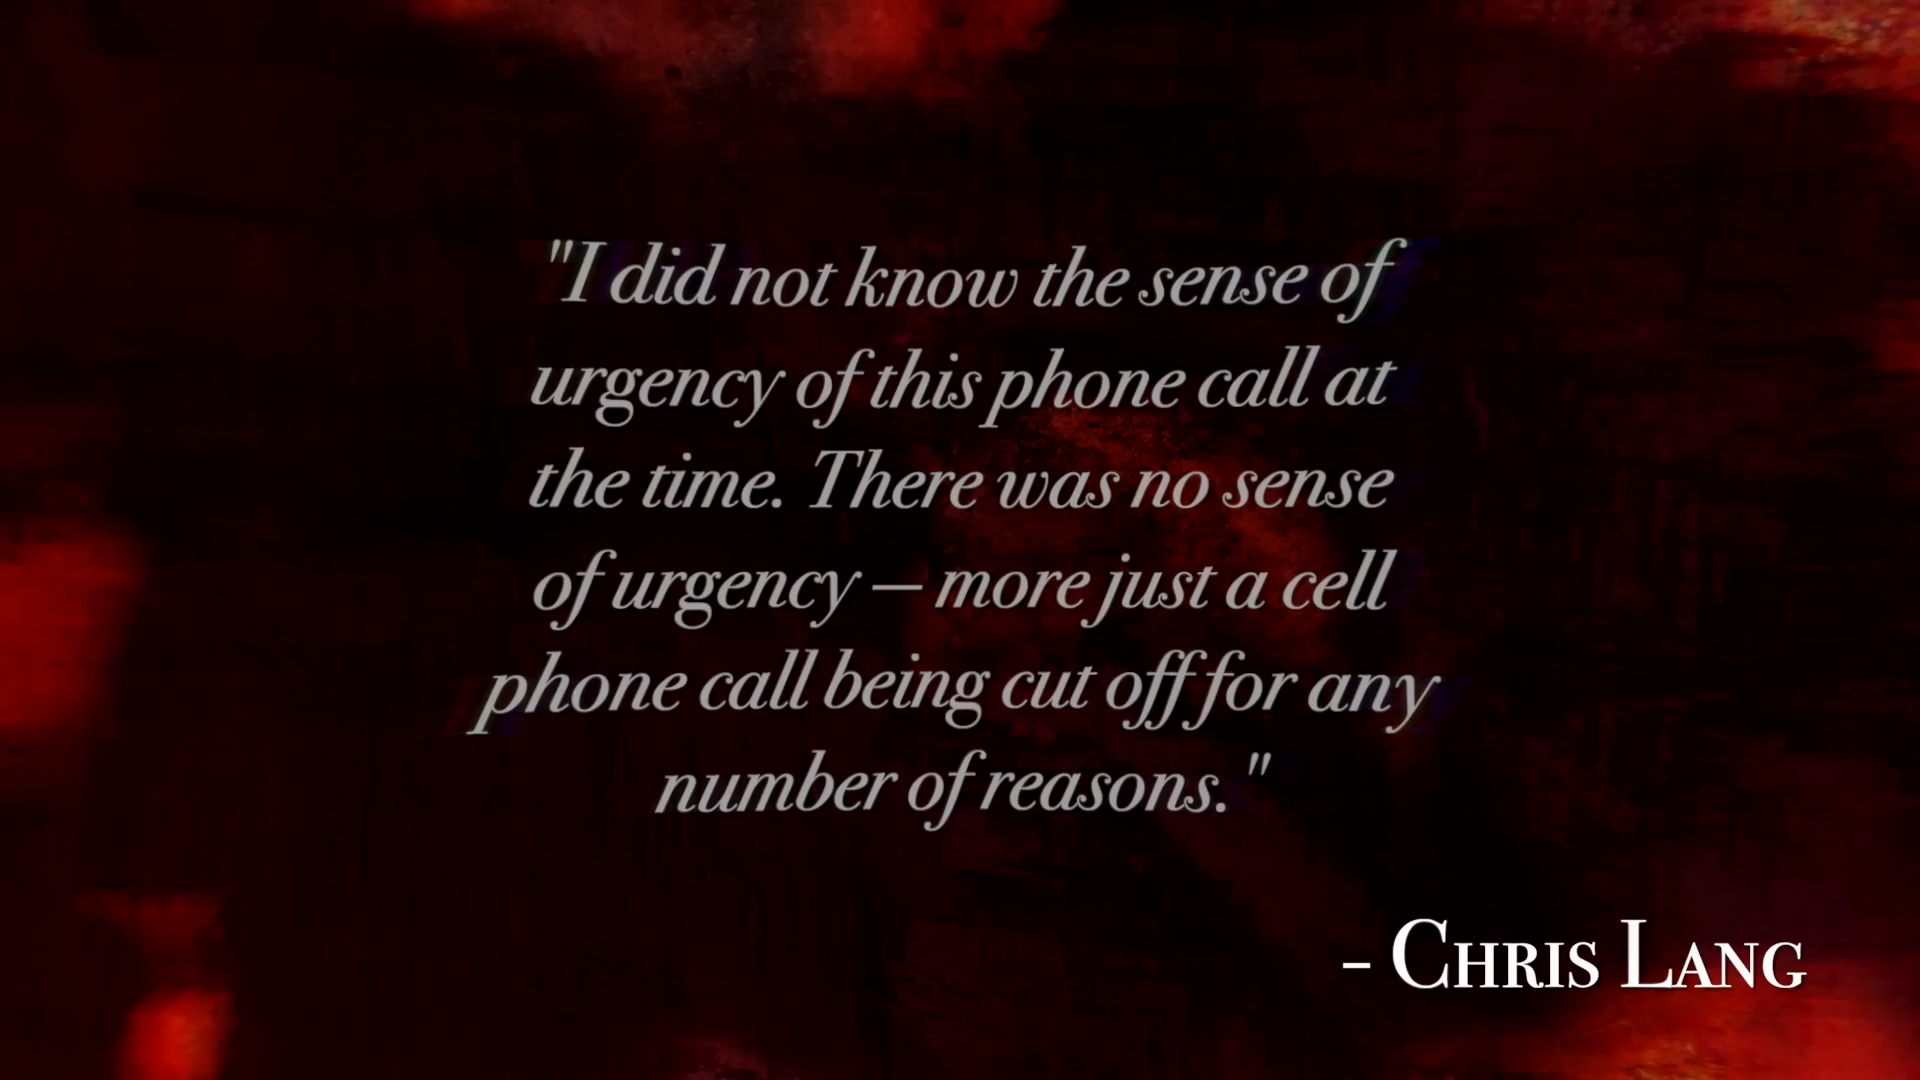 "I did not know the sense of
urgency of this phone call at
the time. There was no sense
of urgency – more just a cell
phone call being cut off for any
number of reasons."
– Chris Lang